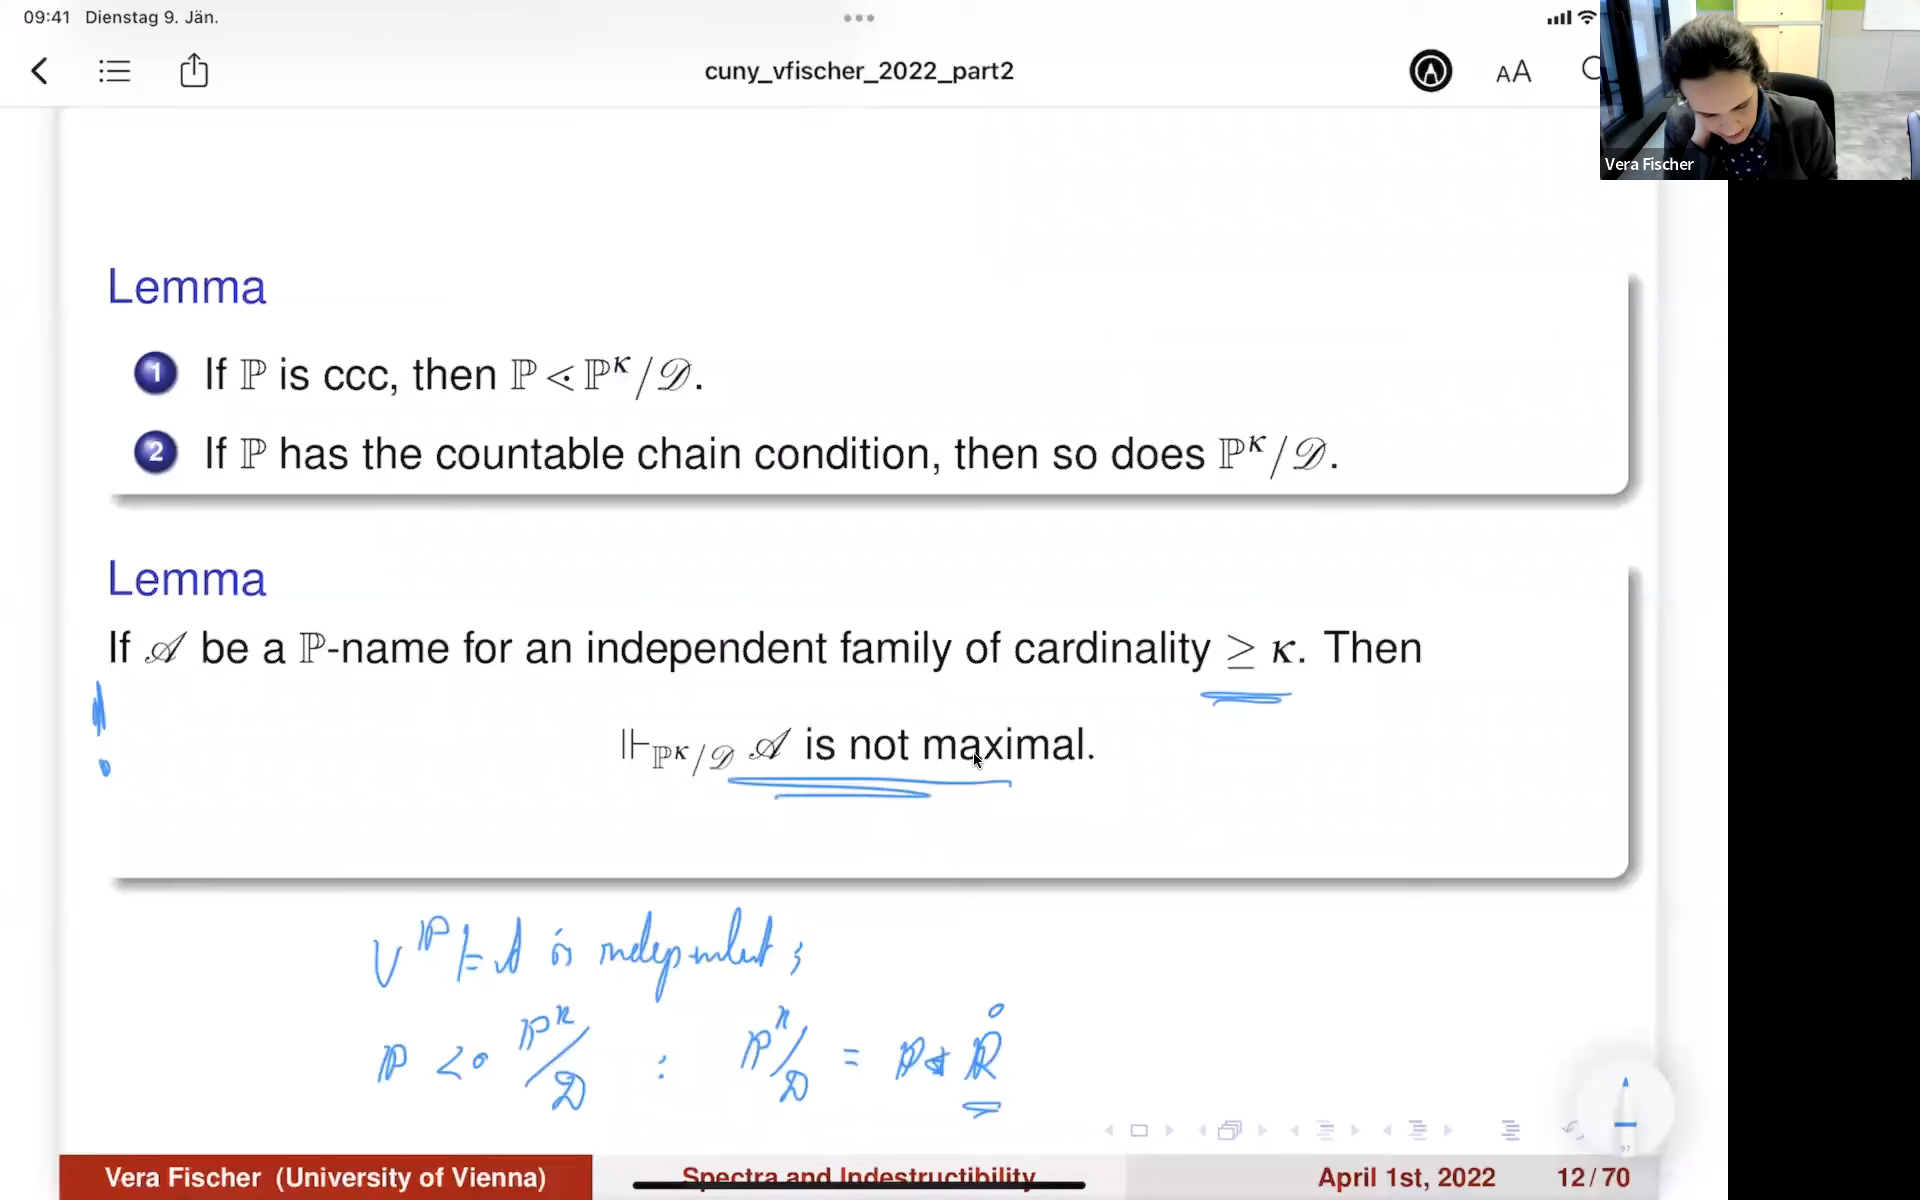 09:41 Dienstag 9. Jän.
cuny_vfischer_2022_part2
AA
Vera Fischer
Lemma
1 If ℙ is ccc, then ℙ ⋖ ℙ^κ/𝒟.
2 If ℙ has the countable chain condition, then so does ℙ^κ/𝒟.
Lemma
If 𝒜 be a ℙ-name for an independent family of cardinality ≥ κ. Then
⊩_{ℙ^κ/𝒟} 𝒜 is not maximal.
V^ℙ ⊨ 𝒜 is independent ;
ℙ <∘ ℙ^κ/𝒟 : ℙ^κ/𝒟 = ℙ * ℝ̊
Vera Fischer (University of Vienna) Spectra and Indestructibility April 1st, 2022 12 / 70